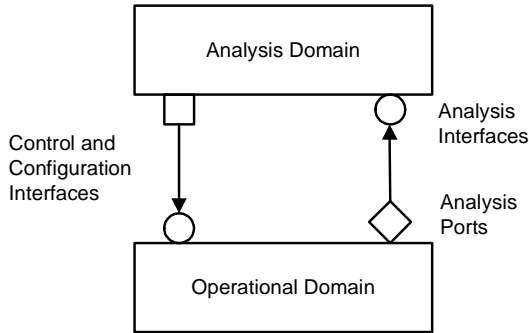 Analysis Domain
Control and
Configuration
Interfaces
Analysis
Interfaces
Analysis
Ports
Operational Domain